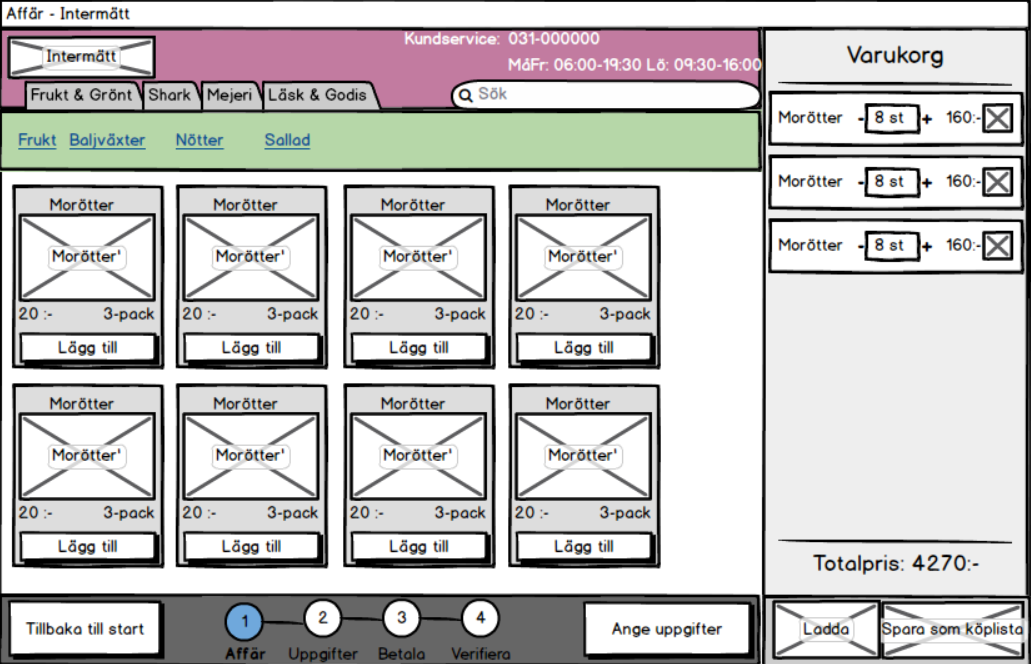 Affär - Intermätt
Intermätt
Kundservice: 031-000000
MåFr: 06:00-19:30 Lö: 09:30-16:00
Frukt & Grönt Shark Mejeri Läsk & Godis
Sök
Frukt Baljväxter Nötter Sallad
Morötter Morötter Morötter Morötter
Morötter' Morötter' Morötter' Morötter'
20 :- 3-pack 20 :- 3-pack 20 :- 3-pack 20 :- 3-pack
Lägg till Lägg till Lägg till Lägg till
Morötter Morötter Morötter Morötter
Morötter' Morötter' Morötter' Morötter'
20 :- 3-pack 20 :- 3-pack 20 :- 3-pack 20 :- 3-pack
Lägg till Lägg till Lägg till Lägg till
Varukorg
Morötter - 8 st + 160:-
Morötter - 8 st + 160:-
Morötter - 8 st + 160:-
Totalpris: 4270:-
Tillbaka till start
1 2 3 4
Affär Uppgifter Betala Verifiera
Ange uppgifter
Ladda
Spara som köplista